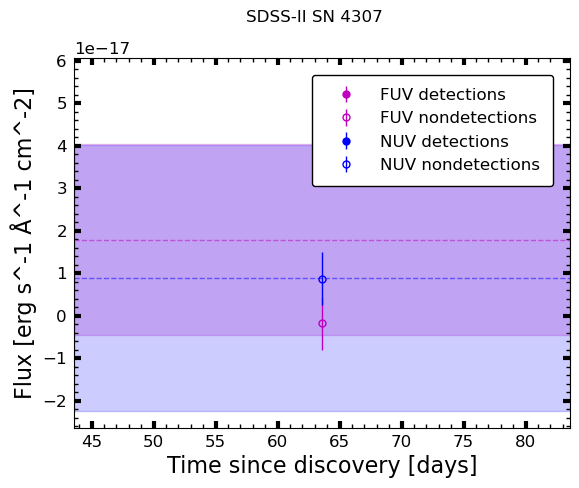 SDSS-II SN 4307
1e−17
6
5
4
3
2
1
0
−1
−2
Flux [erg s^-1 Å^-1 cm^-2]
FUV detections
FUV nondetections
NUV detections
NUV nondetections
45 50 55 60 65 70 75 80
Time since discovery [days]